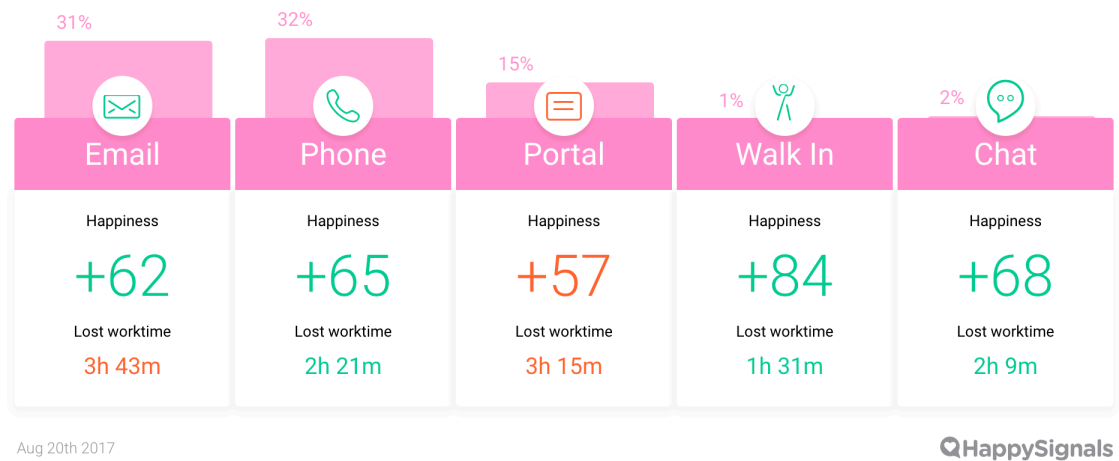 31%
32%
15%
1%
2%
Email
Phone
Portal
Walk In
Chat
Happiness
Happiness
Happiness
Happiness
Happiness
+62
+65
+57
+84
+68
Lost worktime
Lost worktime
Lost worktime
Lost worktime
Lost worktime
3h 43m
2h 21m
3h 15m
1h 31m
2h 9m
Aug 20th 2017
HappySignals